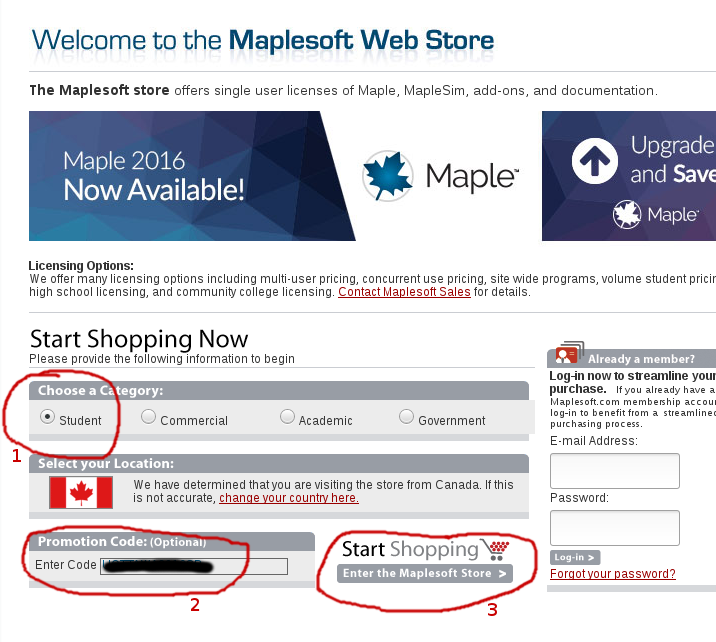 Welcome to the Maplesoft Web Store
The Maplesoft store offers single user licenses of Maple, MapleSim, add-ons, and documentation.
Maple 2016
Now Available!
Maple™
Upgrade
and Save
Maple™
Licensing Options:
We offer many licensing options including multi-user pricing, concurrent use pricing, site wide programs, volume student pricin
high school licensing, and community college licensing. Contact Maplesoft Sales for details.
Start Shopping Now
Please provide the following information to begin
Choose a Category:
Student
Commercial
Academic
Government
1
Select your Location:
We have determined that you are visiting the store from Canada. If this
is not accurate, change your country here.
Promotion Code: (Optional)
Enter Code
2
Start Shopping
Enter the Maplesoft Store >
3
Already a member?
Log-in now to streamline your
purchase. If you already have a
Maplesoft.com membership accou
log-in to benefit from a streamlined
purchasing process.
E-mail Address:
Password:
Log-in >
Forgot your password?